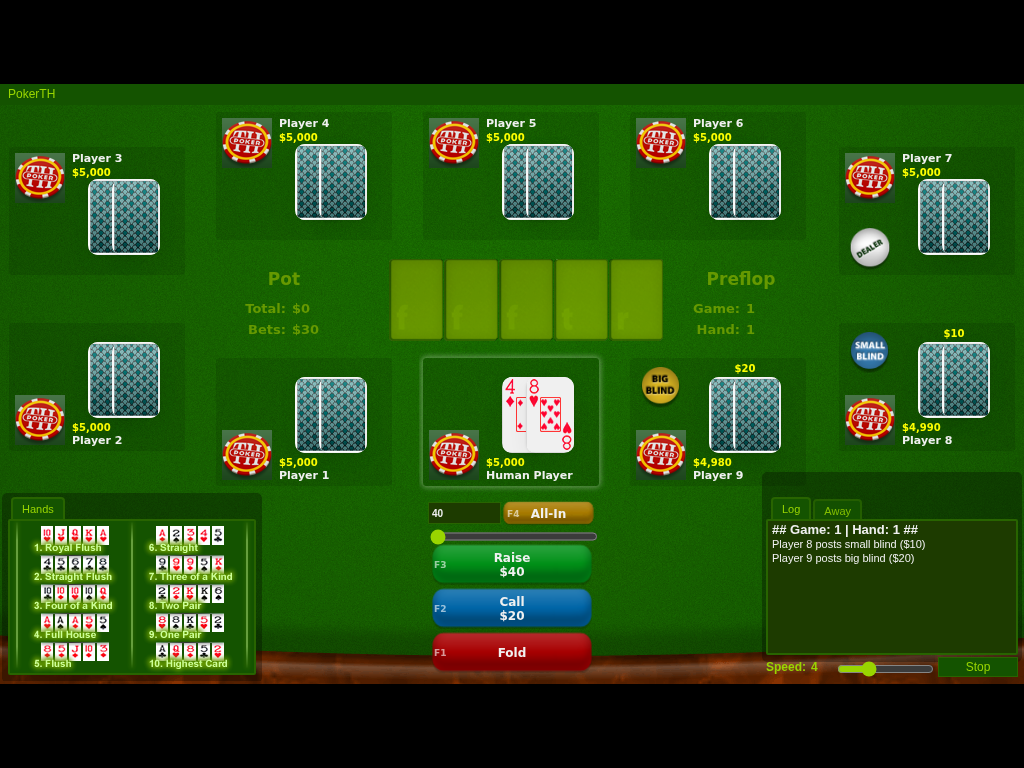 PokerTH
Player 4
$5,000
Player 5
$5,000
Player 6
$5,000
Player 3
$5,000
Player 7
$5,000
DEALER
Pot
Total: $0
Bets: $30
f f f t r
Preflop
Game: 1
Hand: 1
$5,000
Player 2
$5,000
Player 1
4 8
8
$5,000
Human Player
BIG BLIND
$20
$4,980
Player 9
SMALL BLIND
$10
$4,990
Player 8
Hands
1. Royal Flush
2. Straight Flush
3. Four of a Kind
4. Full House
5. Flush
6. Straight
7. Three of a Kind
8. Two Pair
9. One Pair
10. Highest Card
40
F4 All-In
F3 Raise
$40
F2 Call
$20
F1 Fold
Log Away
## Game: 1 | Hand: 1 ##
Player 8 posts small blind ($10)
Player 9 posts big blind ($20)
Speed: 4
Stop